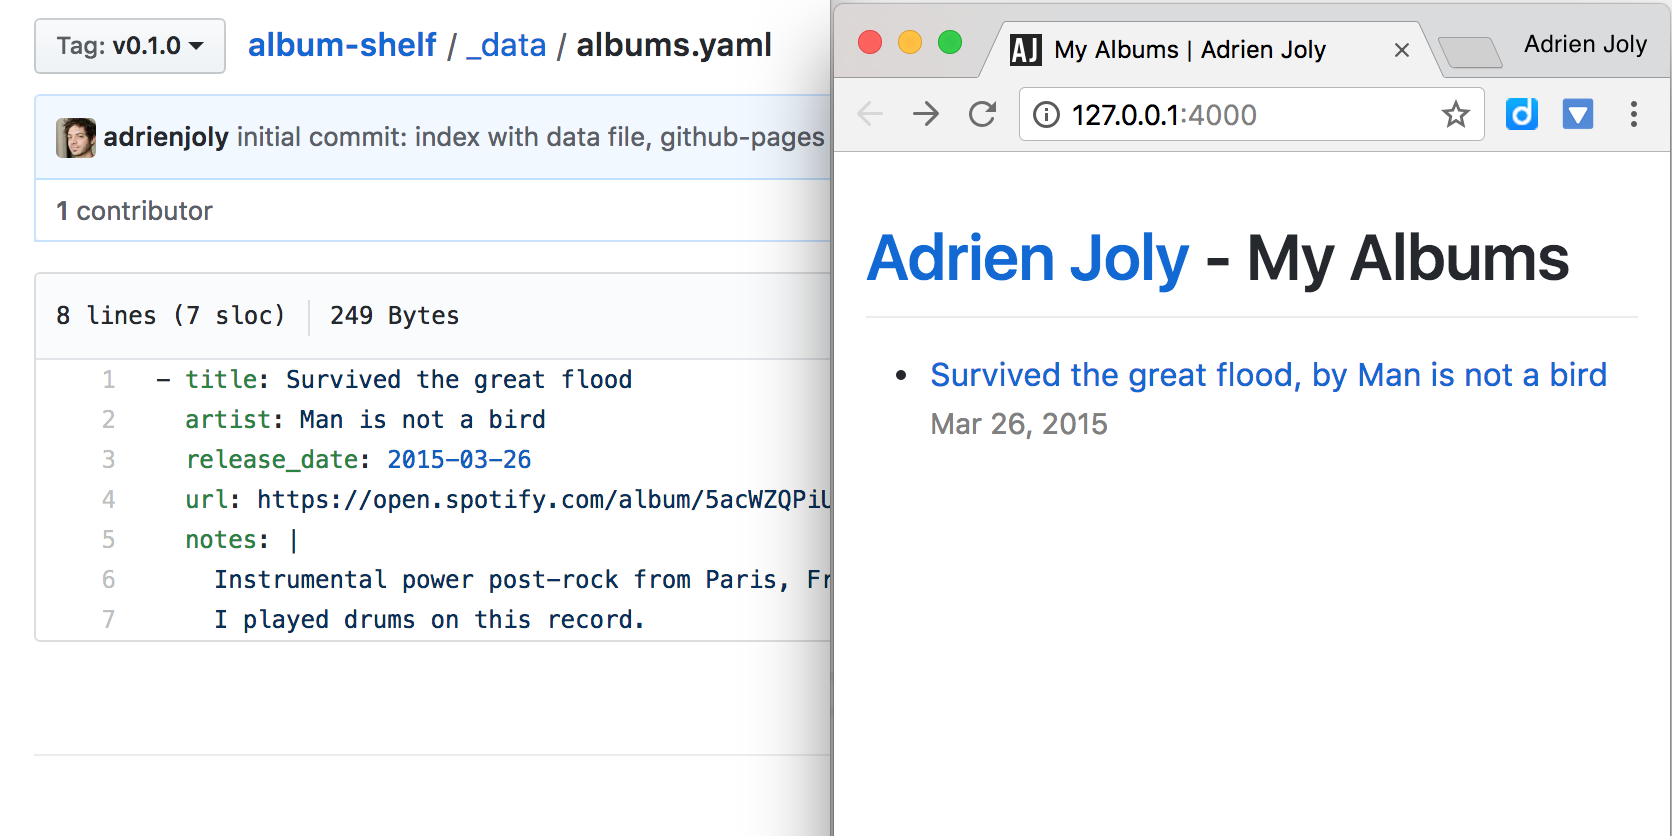 Tag: v0.1.0
album-shelf / _data / albums.yaml
adrienjoly initial commit: index with data file, github-pages
1 contributor
8 lines (7 sloc) 249 Bytes
1 - title: Survived the great flood
2 artist: Man is not a bird
3 release_date: 2015-03-26
4 url: https://open.spotify.com/album/5acWZQPiU
5 notes: |
6 Instrumental power post-rock from Paris, Fr
7 I played drums on this record.
AJ My Albums | Adrien Joly
Adrien Joly
127.0.0.1:4000
d
Adrien Joly - My Albums
• Survived the great flood, by Man is not a bird
Mar 26, 2015